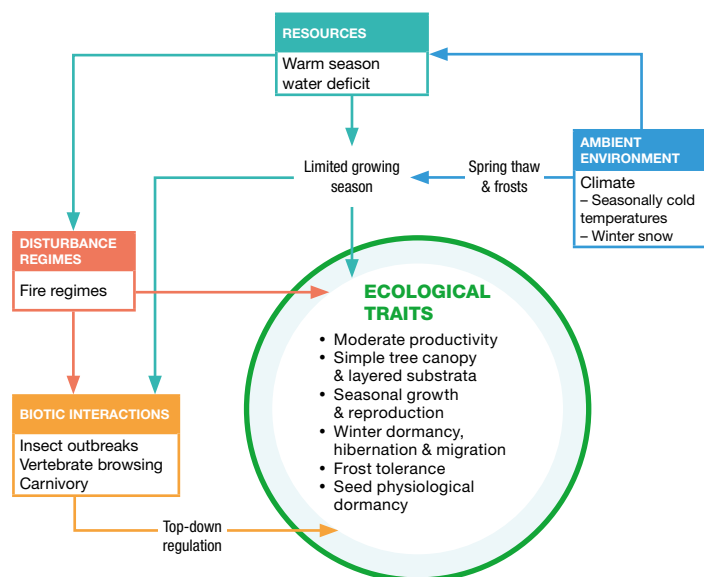 RESOURCES
Warm season
water deficit
AMBIENT
ENVIRONMENT
Climate
– Seasonally cold
temperatures
– Winter snow
Limited growing
season
Spring thaw
& frosts
DISTURBANCE
REGIMES
Fire regimes
ECOLOGICAL
TRAITS
• Moderate productivity
• Simple tree canopy
& layered substrata
• Seasonal growth
& reproduction
• Winter dormancy,
hibernation & migration
• Frost tolerance
• Seed physiological
dormancy
BIOTIC INTERACTIONS
Insect outbreaks
Vertebrate browsing
Carnivory
Top-down
regulation